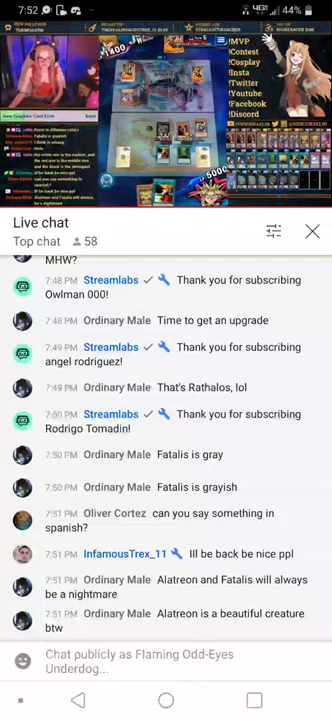 7:52
44%
400
5000
!MVP
!Contest
!Cosplay
!Insta
!Twitter
!Youtube
!Facebook
!Discord
Live chat
Top chat 58
MHW?
7:48 PM Streamlabs Thank you for subscribing
Owlman 000!
7:48 PM Ordinary Male Time to get an upgrade
7:49 PM Streamlabs Thank you for subscribing
angel rodriguez!
7:49 PM Ordinary Male That's Rathalos, lol
7:50 PM Streamlabs Thank you for subscribing
Rodrigo Tomadin!
7:50 PM Ordinary Male Fatalis is gray
7:50 PM Ordinary Male Fatalis is grayish
7:51 PM Oliver Cortez can you say something in
spanish?
7:51 PM InfamousTrex_11 Ill be back be nice ppl
7:51 PM Ordinary Male Alatreon and Fatalis will always
be a nightmare
7:51 PM Ordinary Male Alatreon is a beautiful creature
btw
Chat publicly as Flaming Odd-Eyes
Underdog...